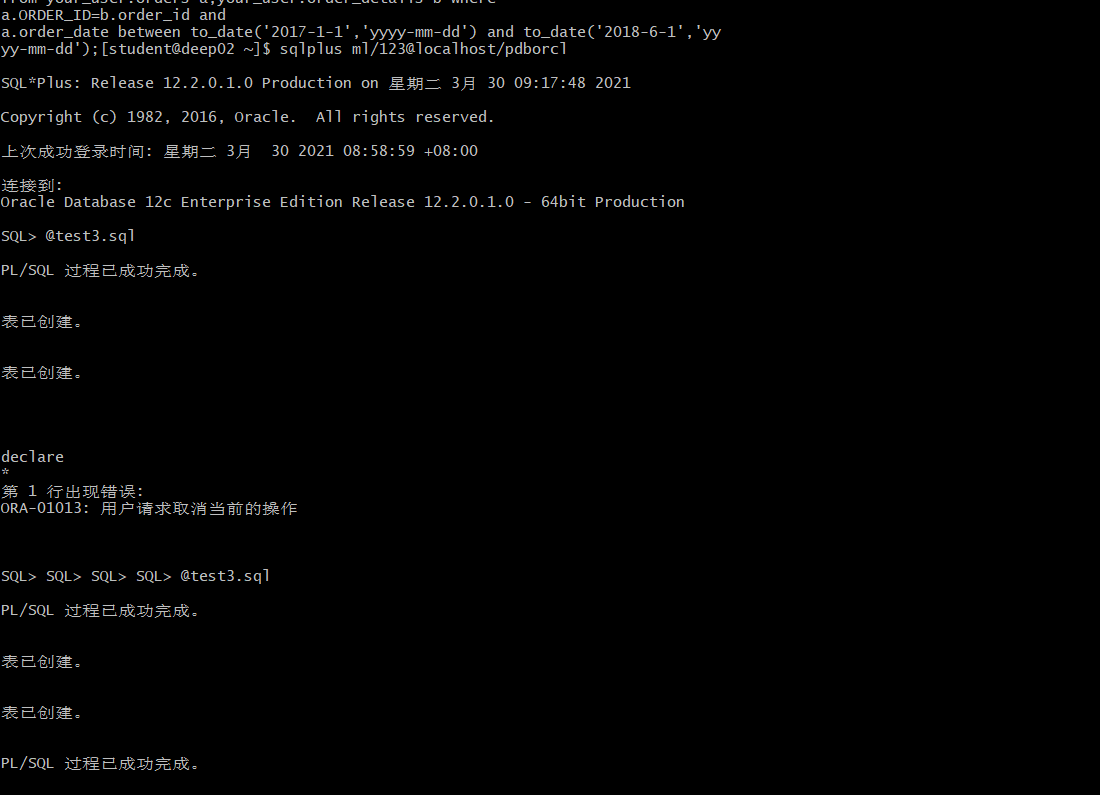 from your_user.orders a,your_user.order_details b where
a.ORDER_ID=b.order_id and
a.order_date between to_date('2017-1-1','yyyy-mm-dd') and to_date('2018-6-1','yy
yy-mm-dd');[student@deep02 ~]$ sqlplus ml/123@localhost/pdborcl
SQL*Plus: Release 12.2.0.1.0 Production on 星期二 3月 30 09:17:48 2021
Copyright (c) 1982, 2016, Oracle.  All rights reserved.
上次成功登录时间: 星期二 3月  30 2021 08:58:59 +08:00
连接到:
Oracle Database 12c Enterprise Edition Release 12.2.0.1.0 - 64bit Production
SQL> @test3.sql
PL/SQL 过程已成功完成。
表已创建。
表已创建。
declare
*
第 1 行出现错误:
ORA-01013: 用户请求取消当前的操作
SQL> SQL> SQL> SQL> @test3.sql
PL/SQL 过程已成功完成。
表已创建。
表已创建。
PL/SQL 过程已成功完成。